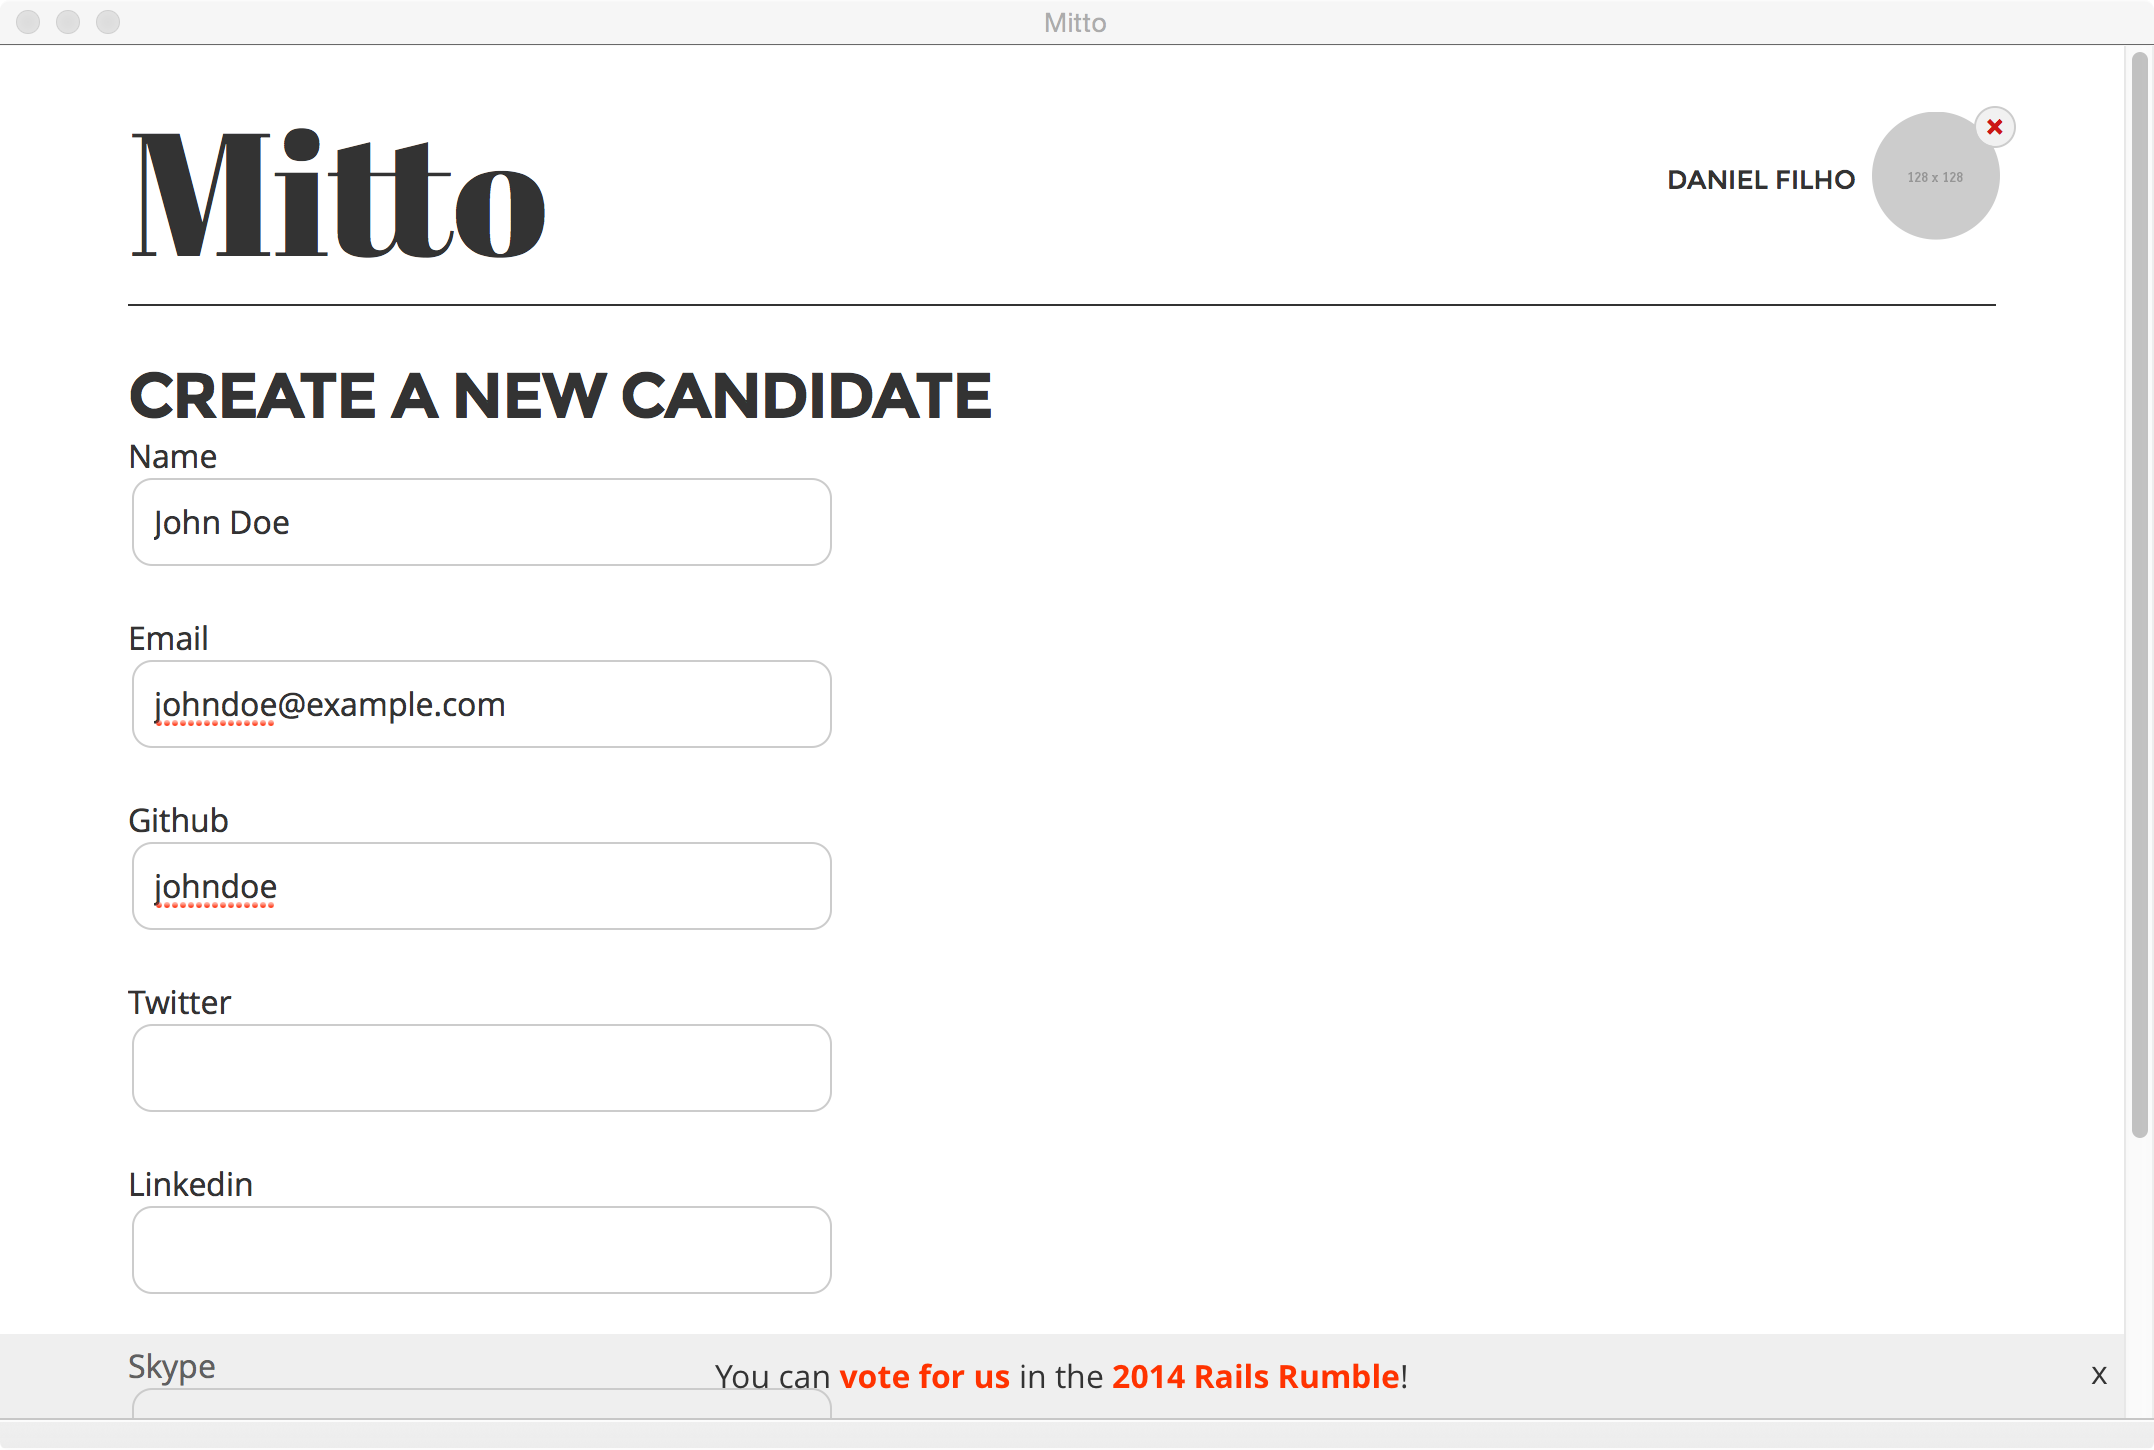 Mitto
Mitto
DANIEL FILHO
128 x 128
CREATE A NEW CANDIDATE
Name
John Doe
Email
johndoe@example.com
Github
johndoe
Twitter
Linkedin
Skype
You can vote for us in the 2014 Rails Rumble!
x